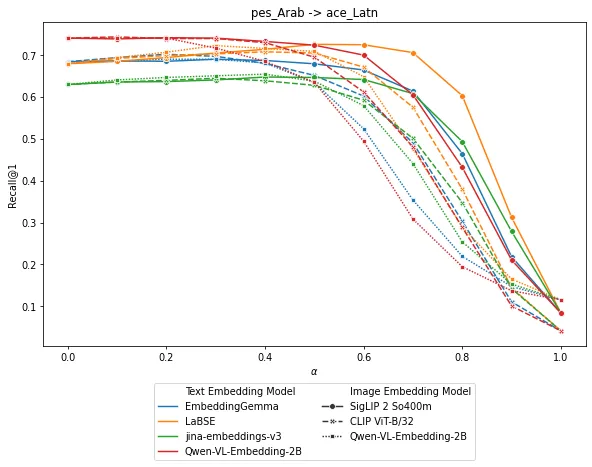 pes_Arab -> ace_Latn
Recall@1
0.7
0.6
0.5
0.4
0.3
0.2
0.1
0.0 0.2 0.4 0.6 0.8 1.0
α
Text Embedding Model
EmbeddingGemma
LaBSE
jina-embeddings-v3
Qwen-VL-Embedding-2B
Image Embedding Model
SigLIP 2 So400m
CLIP ViT-B/32
Qwen-VL-Embedding-2B